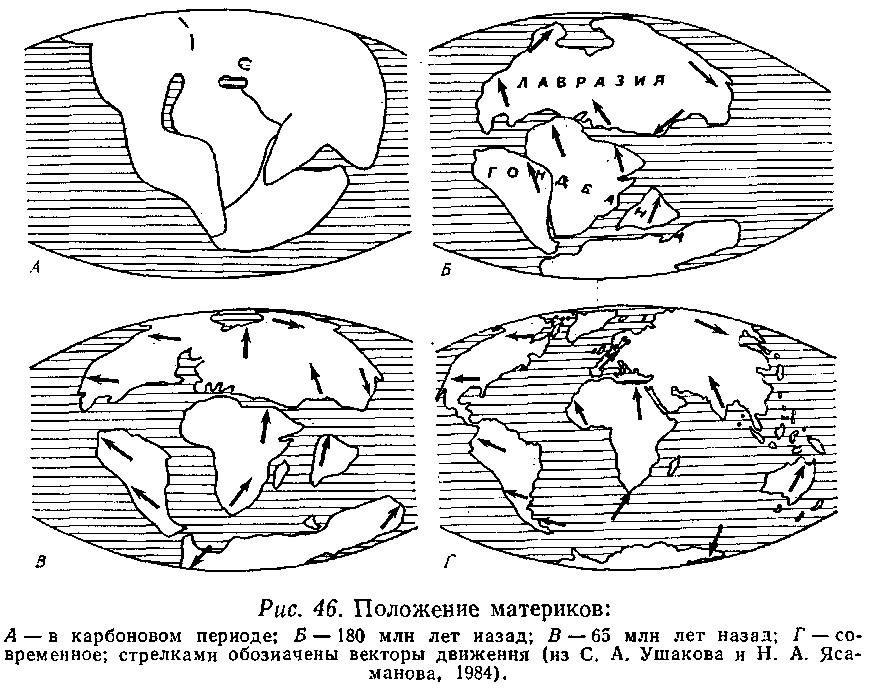 ЛАВРАЗИЯ
ГОНДВАНА
А
Б
В
Г
Рис. 46. Положение материков:
А — в карбоновом периоде; Б — 180 млн лет назад; В — 65 млн лет назад; Г — со-
временное; стрелками обозначены векторы движения (из С. А. Ушакова и Н. А. Яса-
манова, 1984).